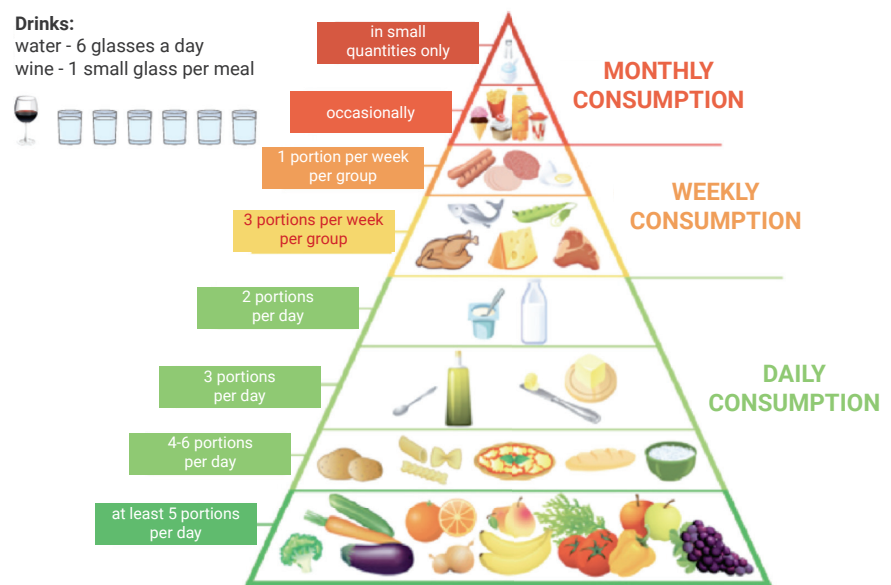 Drinks:
water - 6 glasses a day
wine - 1 small glass per meal
in small
quantities only
MONTHLY
CONSUMPTION
occasionally
1 portion per week
per group
WEEKLY
CONSUMPTION
3 portions per week
per group
2 portions
per day
3 portions
per day
DAILY
CONSUMPTION
4-6 portions
per day
at least 5 portions
per day